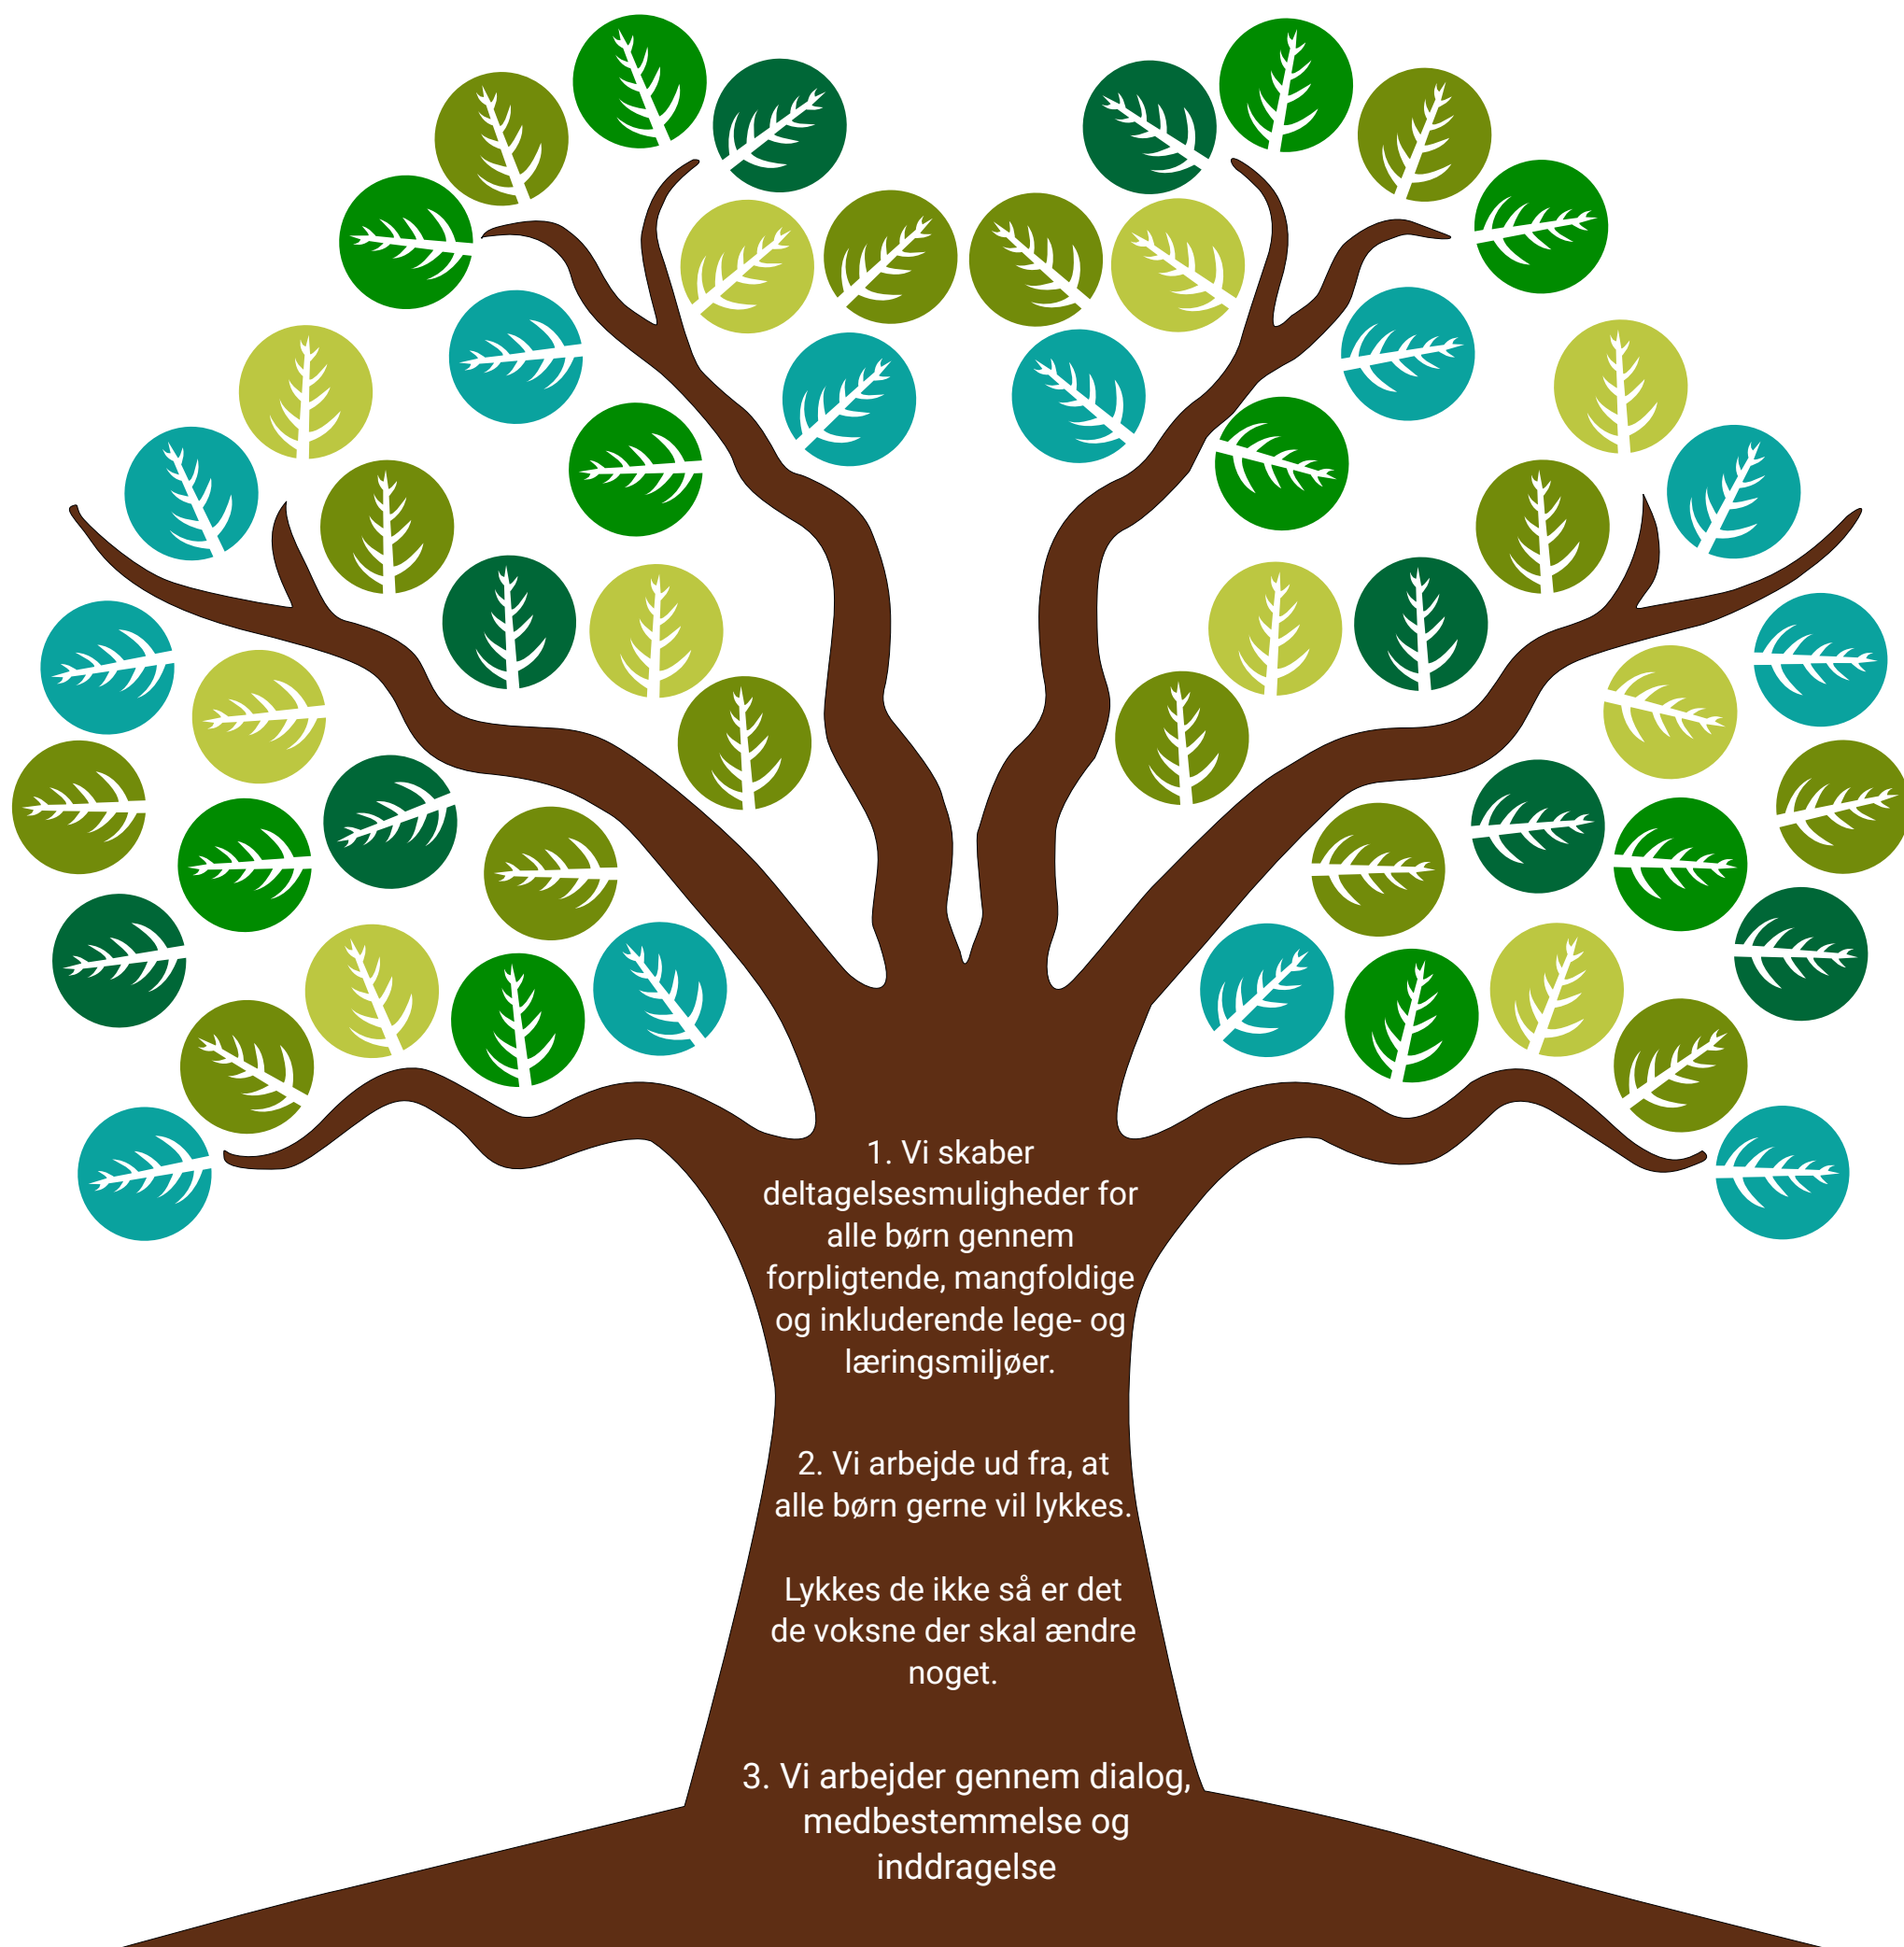 1. Vi skaber
deltagelsesmuligheder for
alle børn gennem
forpligtende, mangfoldige
og inkluderende lege- og
læringsmiljøer.
2. Vi arbejde ud fra, at
alle børn gerne vil lykkes.
Lykkes de ikke så er det
de voksne der skal ændre
noget.
3. Vi arbejder gennem dialog,
medbestemmelse og
inddragelse